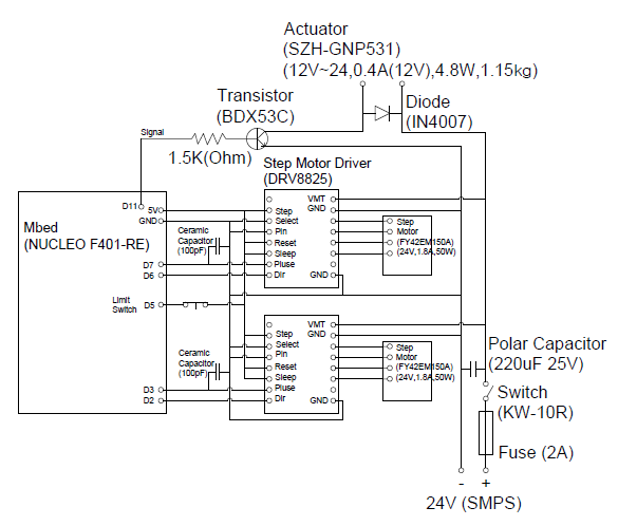 Actuator
(SZH-GNP531)
(12V~24,0.4A(12V),4.8W,1.15kg)
Transistor
(BDX53C)
Diode
(IN4007)
Signal
1.5K(Ohm)
Step Motor Driver
(DRV8825)
Mbed
(NUCLEO F401-RE)
D11
5V
GND
D7
D6
Limit
Switch
D5
D3
D2
Ceramic
Capacitor
(100pF)
Step
Select
Pin
Reset
Sleep
Pluse
Dir
VMT
GND
GND
Step
Motor
(FY42EM150A)
(24V,1.8A,50W)
Ceramic
Capacitor
(100pF)
Step
Select
Pin
Reset
Sleep
Pluse
Dir
VMT
GND
GND
Step
Motor
(FY42EM150A)
(24V,1.8A,50W)
Polar Capacitor
(220uF 25V)
Switch
(KW-10R)
Fuse (2A)
- +
24V (SMPS)